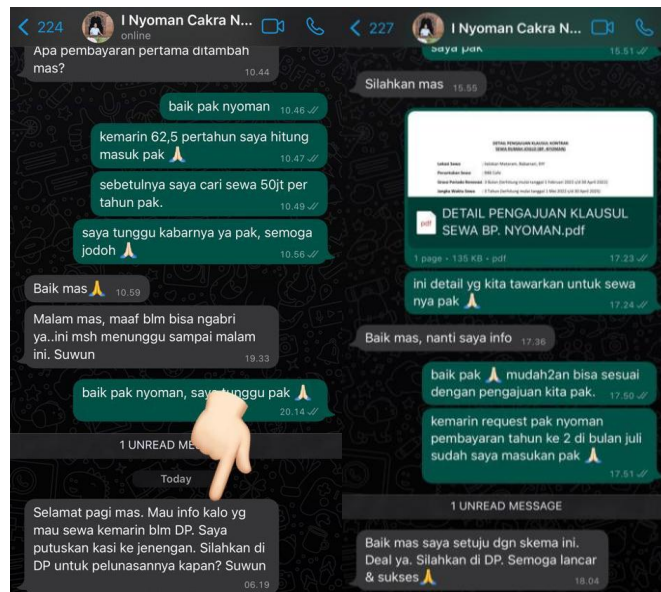 224
I Nyoman Cakra N...
online
Apa pembayaran pertama ditambah
mas?
10.44
baik pak nyoman 10.46
kemarin 62,5 pertahun saya hitung
masuk pak 🙏🏻 10.47
sebetulnya saya cari sewa 50jt per
tahun pak. 10.49
saya tunggu kabarnya ya pak, semoga
jodoh 🙏🏻 10.56
Baik mas🙏 10.59
Malam mas, maaf blm bisa ngabri
ya..ini msh menunggu sampai malam
ini. Suwun 19.33
baik pak nyoman, saya tunggu pak 🙏🏻
20.14
1 UNREAD
Today
Selamat pagi mas. Mau info kalo yg
mau sewa kemarin blm DP. Saya
putuskan kasi ke jenengan. Silahkan di
DP untuk pelunasannya kapan? Suwun
06.19
227
I Nyoman Cakra N...
saya pak 15.51
Silahkan mas 15.55
DETAIL PENGAJUAN KLAUSUL KONTRAK
Lokasi Sewa
DETAIL PENGAJUAN KLAUSUL
SEWA BP. NYOMAN.pdf
pdf
1 page • 135 KB • pdf 17.23
ini detail yg kita tawarkan untuk sewa
nya pak 🙏🏻 17.24
Baik mas, nanti saya info 17.36
baik pak 🙏🏻 mudah2an bisa sesuai
dengan pengajuan kita pak. 17.50
kemarin request pak nyoman
pembayaran tahun ke 2 di bulan juli
sudah saya masukan pak 🙏🏻
17.51
1 UNREAD MESSAGE
Baik mas saya setuju dgn skema ini.
Deal ya. Silahkan di DP. Semoga lancar
& sukses🙏 18.04